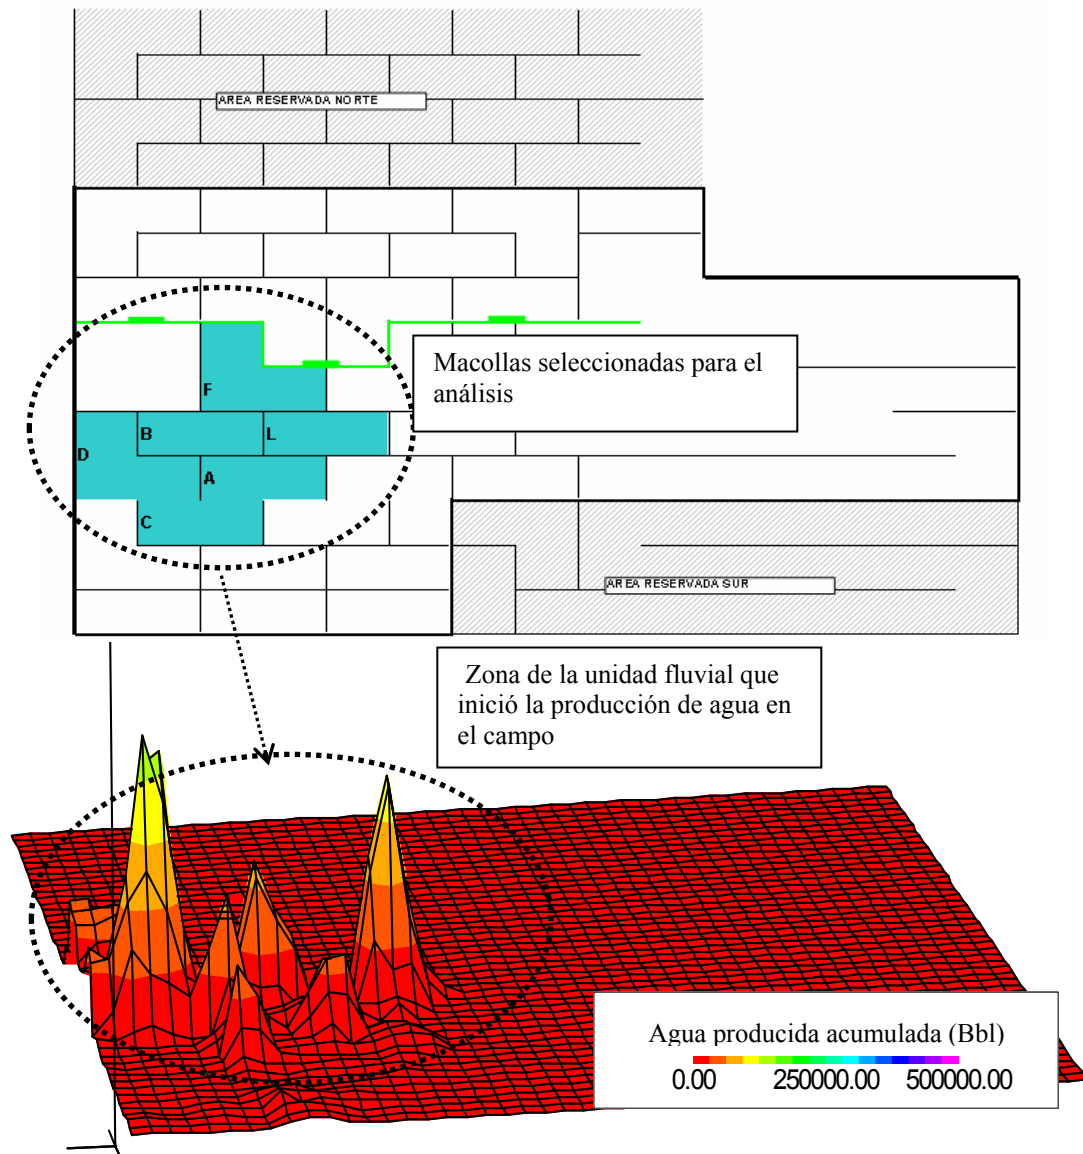 AREA RESERVADA NORTE
Macollas seleccionadas para el
análisis
F
B
L
D
A
C
AREA RESERVADA SUR
Zona de la unidad fluvial que
inició la producción de agua en
el campo
Agua producida acumulada (Bbl)
0.00 250000.00 500000.00